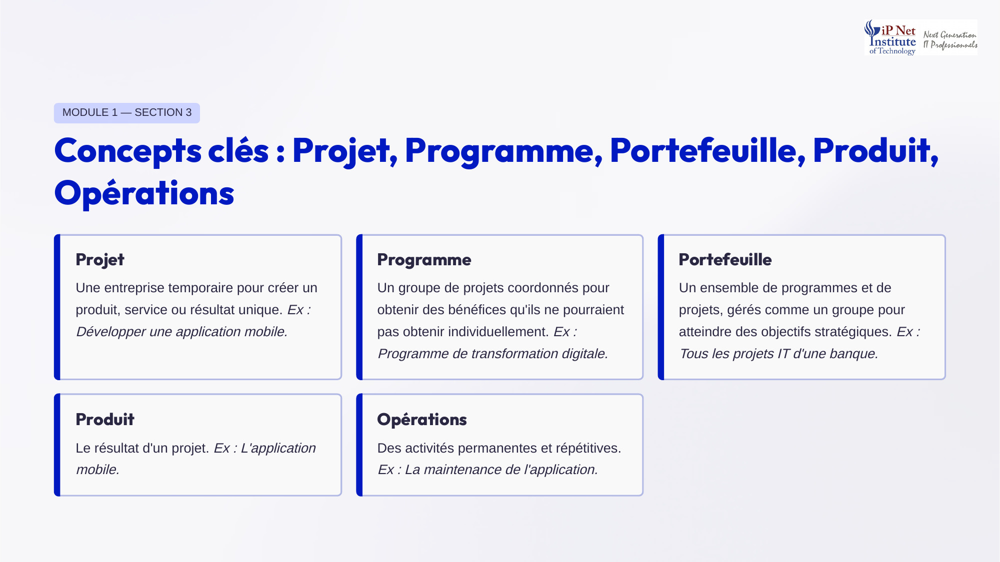 iP Net
Institute
of Technology
Next Generation
IT Professionnels
MODULE 1 — SECTION 3
Concepts clés : Projet, Programme, Portefeuille, Produit,
Opérations
Projet
Une entreprise temporaire pour créer un
produit, service ou résultat unique. Ex :
Développer une application mobile.
Programme
Un groupe de projets coordonnés pour
obtenir des bénéfices qu'ils ne pourraient
pas obtenir individuellement. Ex :
Programme de transformation digitale.
Portefeuille
Un ensemble de programmes et de
projets, gérés comme un groupe pour
atteindre des objectifs stratégiques. Ex :
Tous les projets IT d'une banque.
Produit
Le résultat d'un projet. Ex : L'application
mobile.
Opérations
Des activités permanentes et répétitives.
Ex : La maintenance de l'application.